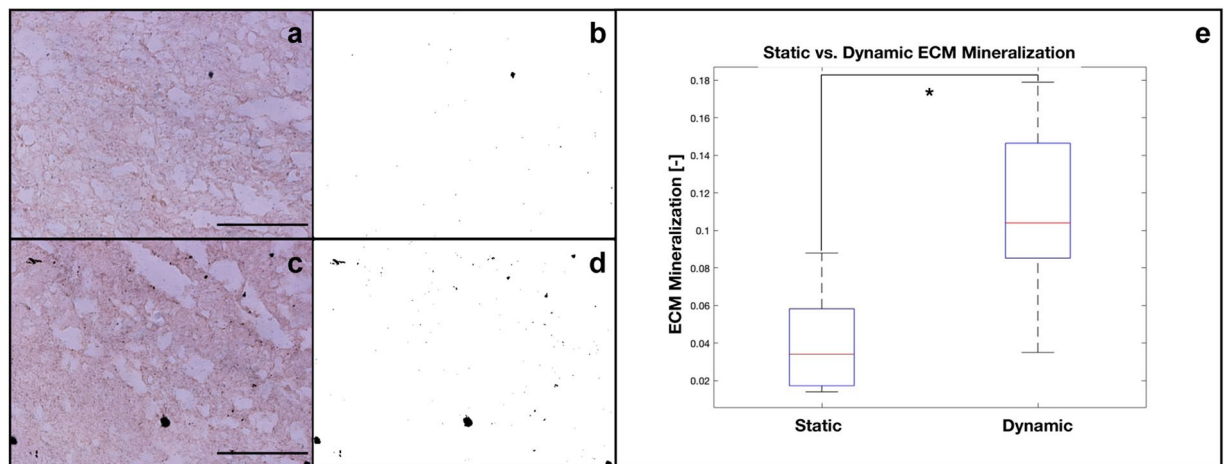 a
b
c
d
e
Static vs. Dynamic ECM Mineralization
*
ECM Mineralization [-]
0.18
0.16
0.14
0.12
0.1
0.08
0.06
0.04
0.02
Static
Dynamic